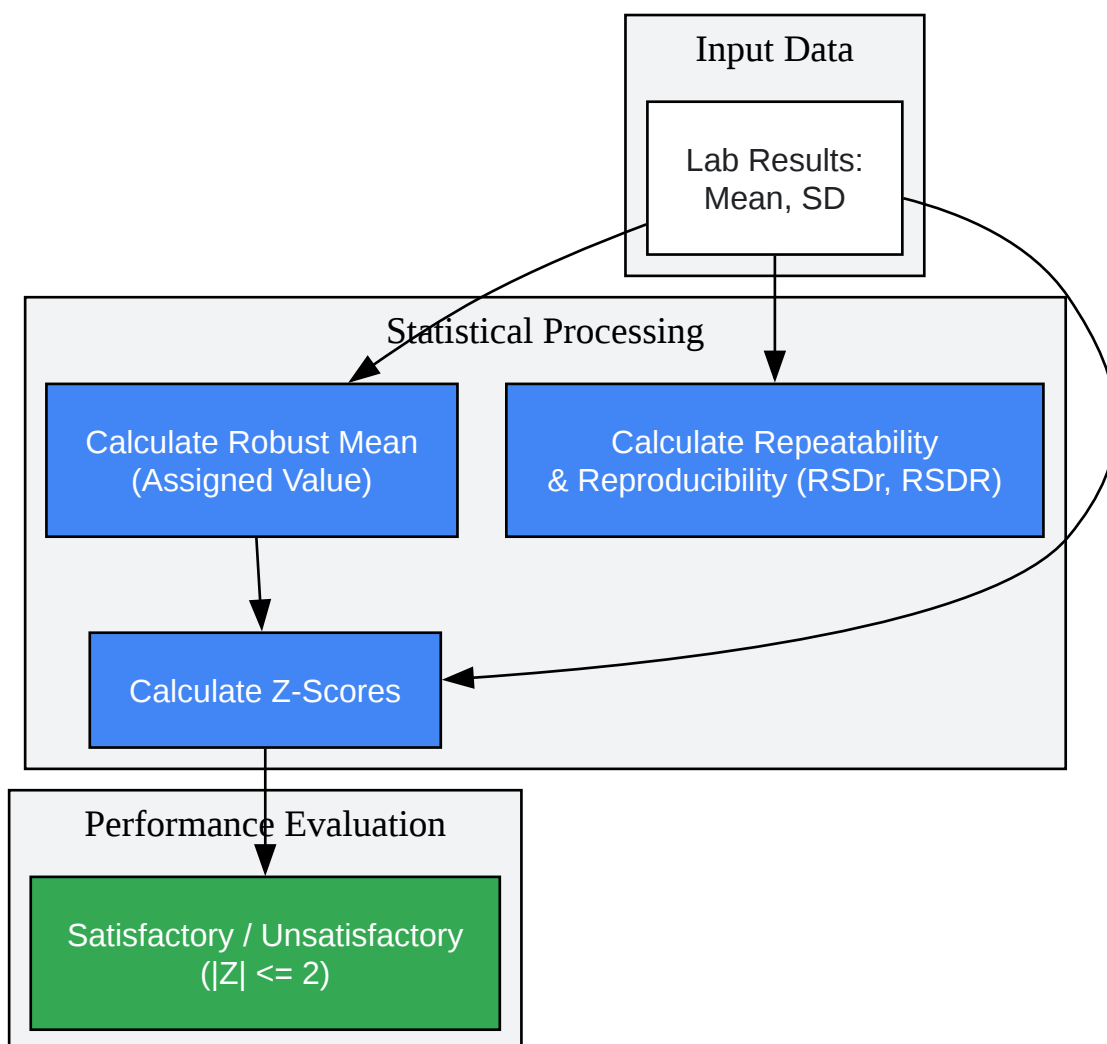 Input Data
Lab Results:
Mean, SD
Statistical Processing
Calculate Robust Mean
(Assigned Value)
Calculate Repeatability
& Reproducibility (RSDr, RSDR)
Calculate Z-Scores
Performance Evaluation
Satisfactory / Unsatisfactory
(|Z| <= 2)